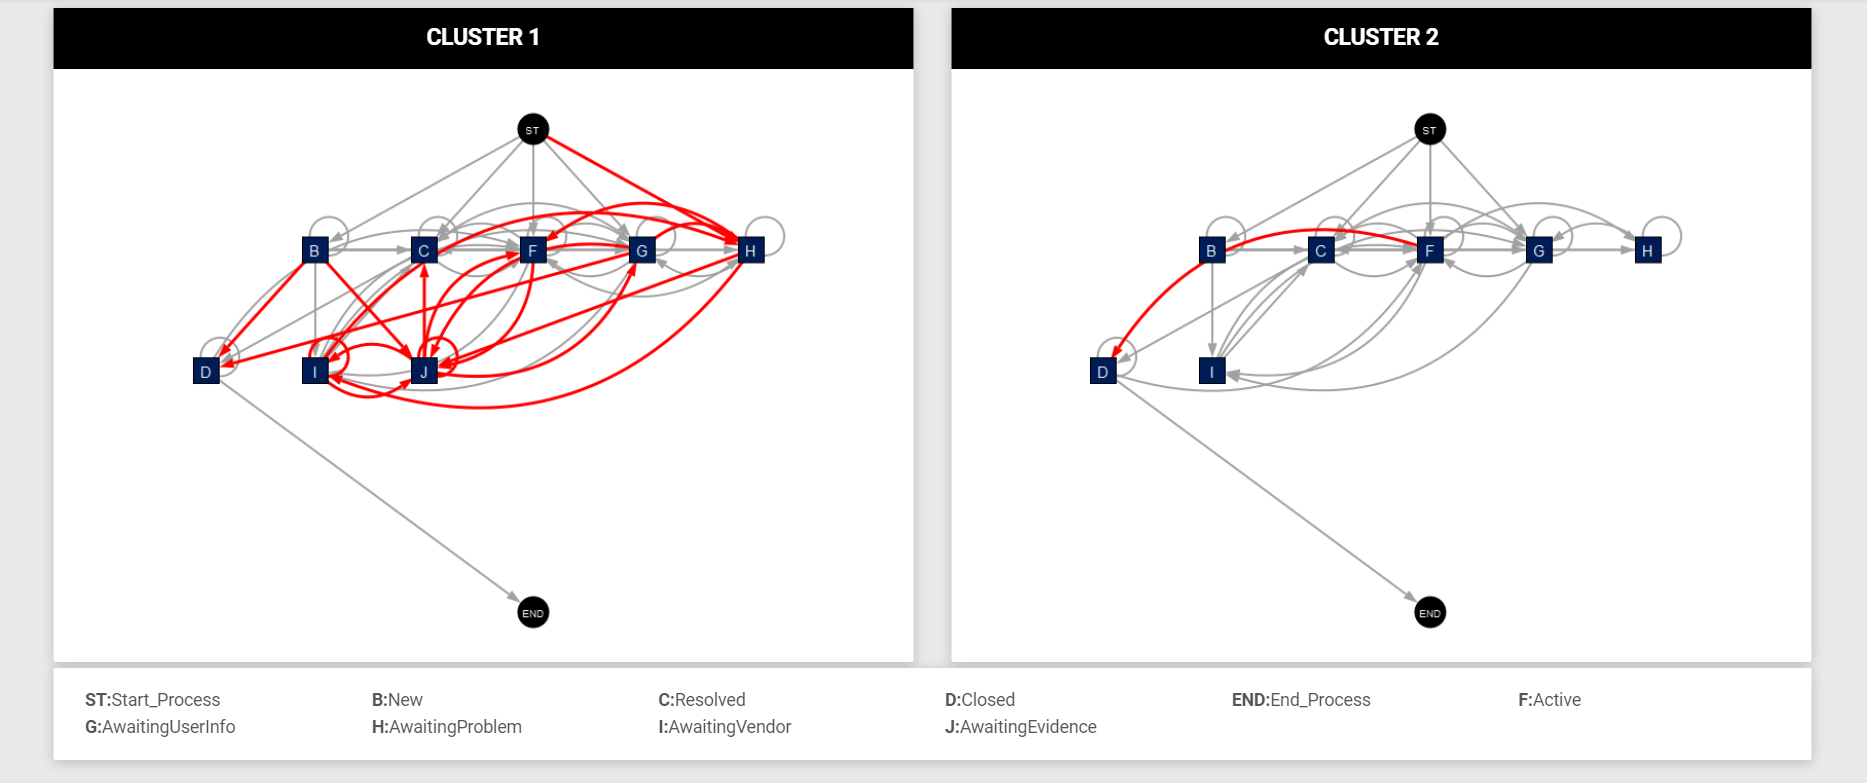 CLUSTER 1
ST
B C F G H
D I J
END
CLUSTER 2
ST
B C F G H
D I
END
ST:Start_Process B:New C:Resolved D:Closed END:End_Process F:Active
G:AwaitingUserInfo H:AwaitingProblem I:AwaitingVendor J:AwaitingEvidence